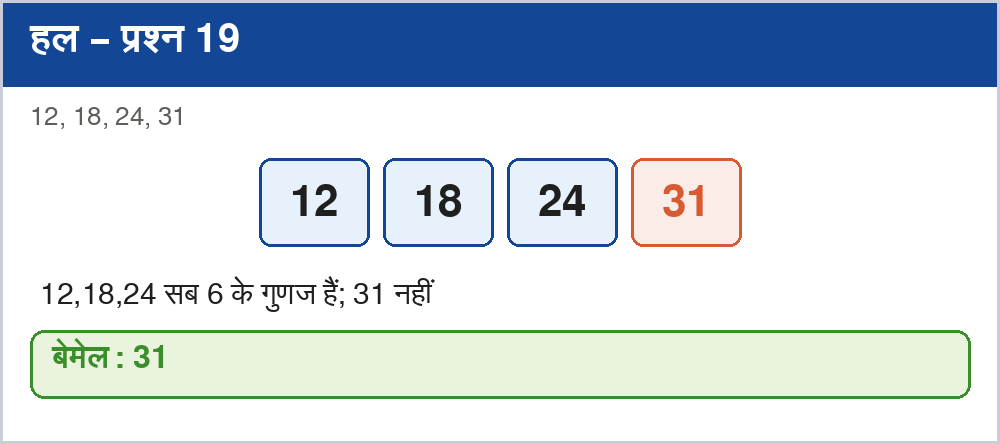 हल – प्रश्न 19
12, 18, 24, 31
12 18 24 31
12,18,24 सब 6 के गुणज हैं; 31 नहीं
बेमेल : 31